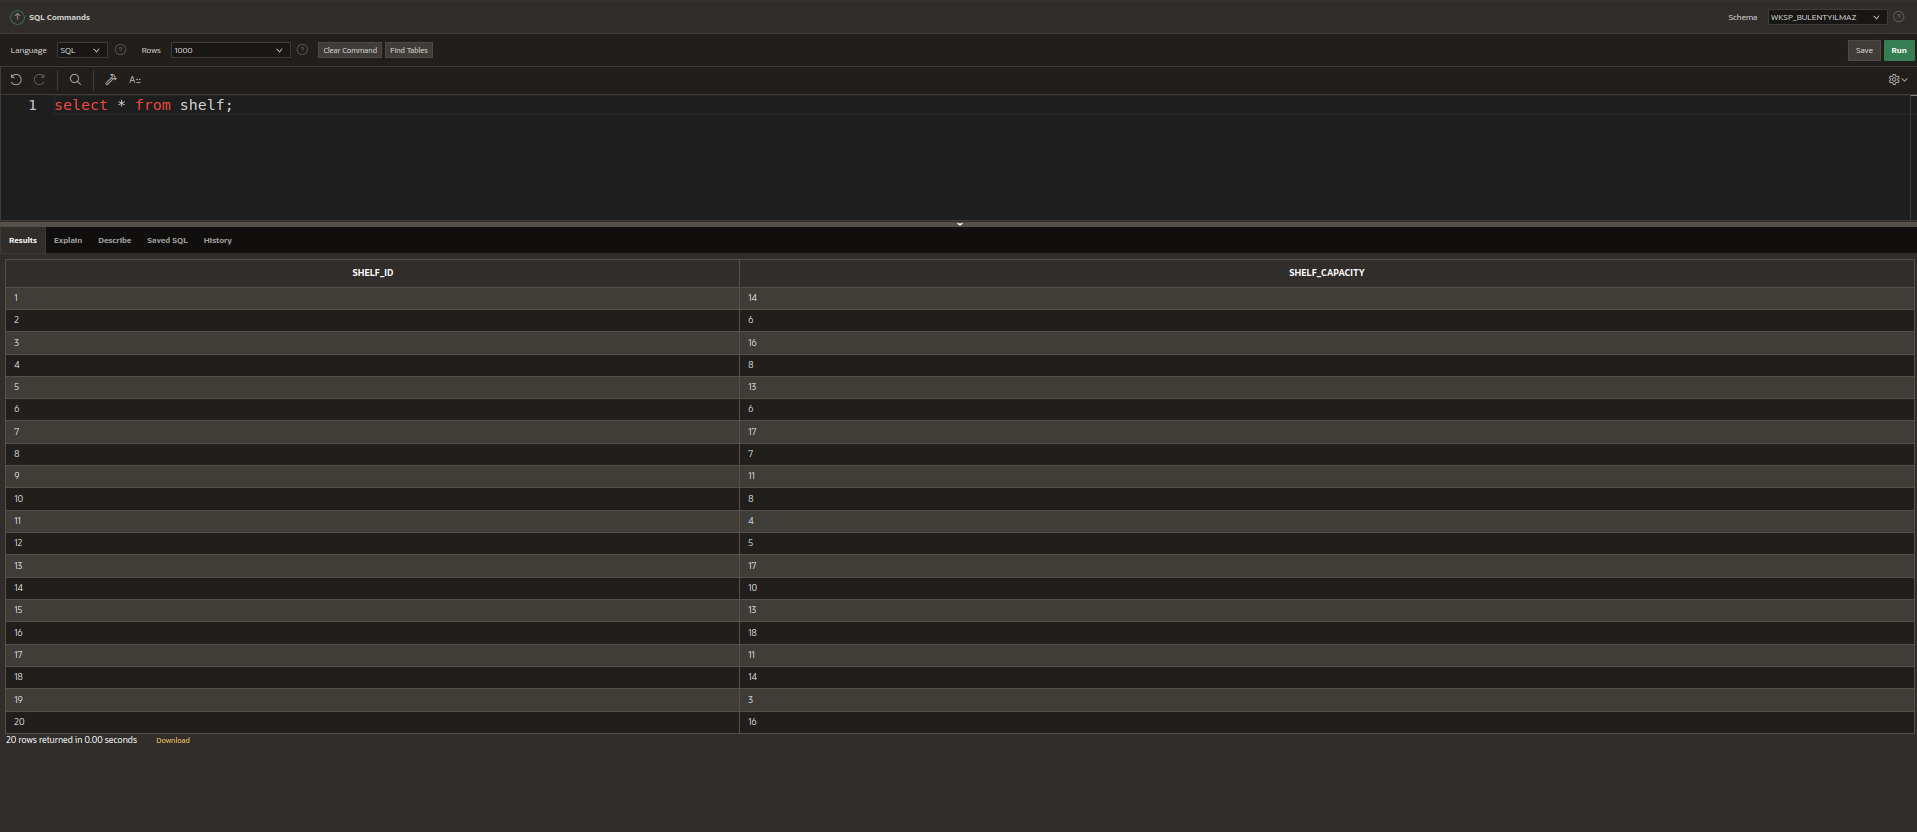 SQL Commands Schema WKSP_BULENTYILMAZ
Language SQL Rows 1000 Clear Command Find Tables Save Run
A
1 select * from shelf;
Results Explain Describe Saved SQL History
SHELF_ID SHELF_CAPACITY
1 14
2 6
3 16
4 8
5 13
6 6
7 17
8 7
9 11
10 8
11 4
12 5
13 17
14 10
15 13
16 18
17 11
18 14
19 3
20 16
20 rows returned in 0.00 seconds Download